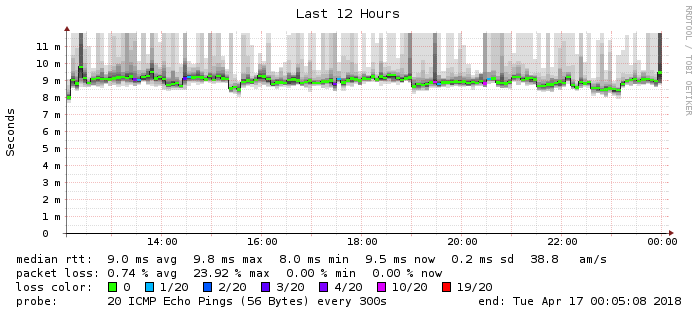 Last 12 Hours
RRDTOOL / TOBI OETIKER
Seconds
11 m
10 m
9 m
8 m
7 m
6 m
5 m
4 m
3 m
2 m
1 m
0
14:00 16:00 18:00 20:00 22:00 00:00
median rtt: 9.0 ms avg 9.8 ms max 8.0 ms min 9.5 ms now 0.2 ms sd 38.8 am/s
packet loss: 0.74 % avg 23.92 % max 0.00 % min 0.00 % now
loss color: 0 1/20 2/20 3/20 4/20 10/20 19/20
probe: 20 ICMP Echo Pings (56 Bytes) every 300s end: Tue Apr 17 00:05:08 2018